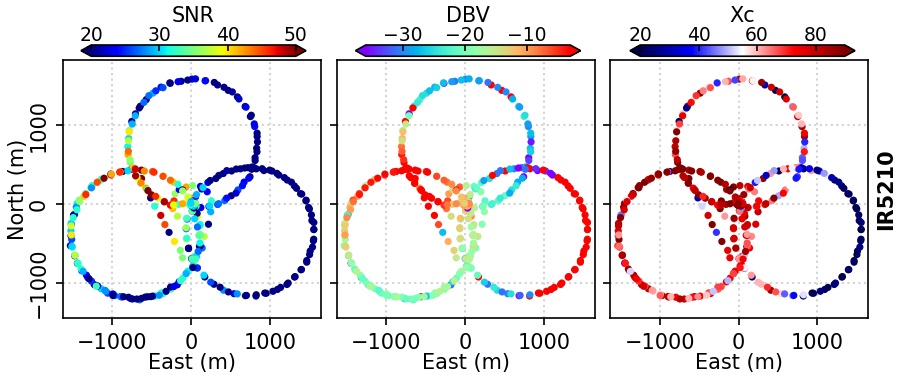 SNR
20 30 40 50
DBV
−30 −20 −10
Xc
20 40 60 80
North (m)
1000
0
−1000
−1000 0 1000
East (m)
−1000 0 1000
East (m)
−1000 0 1000
East (m)
IR5210